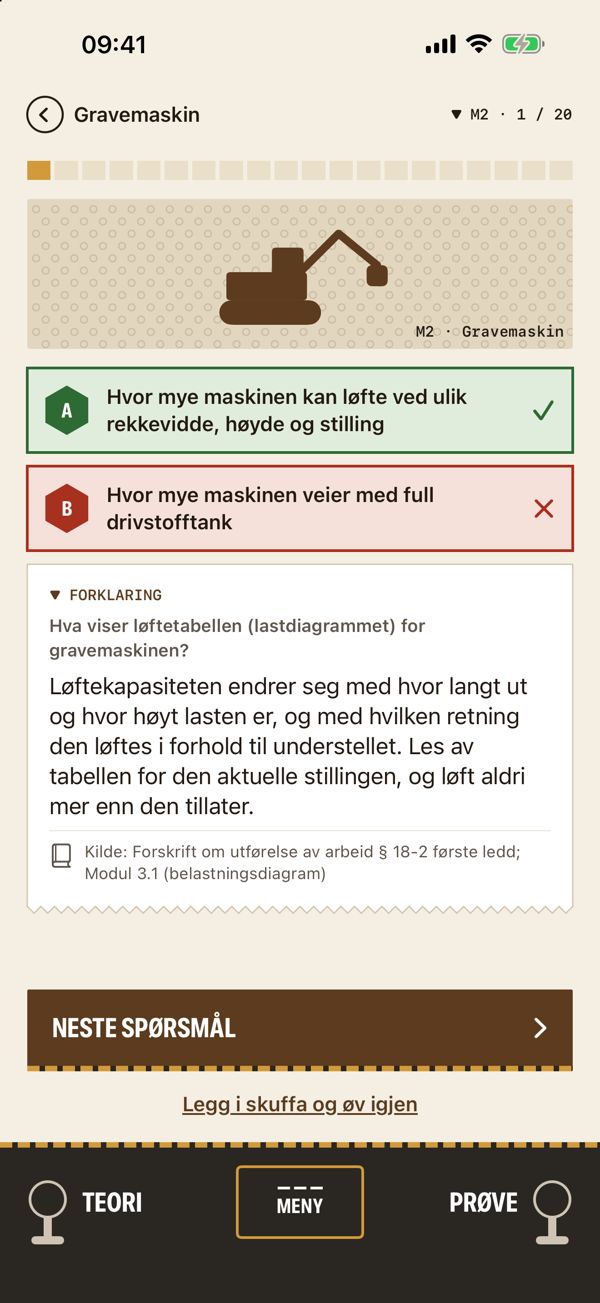 09:41
Gravemaskin
▼ M2 · 1 / 20
M2 · Gravemaskin
A
Hvor mye maskinen kan løfte ved ulik
rekkevidde, høyde og stilling
B
Hvor mye maskinen veier med full
drivstofftank
▼ FORKLARING
Hva viser løftetabellen (lastdiagrammet) for
gravemaskinen?
Løftekapasiteten endrer seg med hvor langt ut
og hvor høyt lasten er, og med hvilken retning
den løftes i forhold til understellet. Les av
tabellen for den aktuelle stillingen, og løft aldri
mer enn den tillater.
Kilde: Forskrift om utførelse av arbeid § 18-2 første ledd;
Modul 3.1 (belastningsdiagram)
NESTE SPØRSMÅL
Legg i skuffa og øv igjen
TEORI
MENY
PRØVE